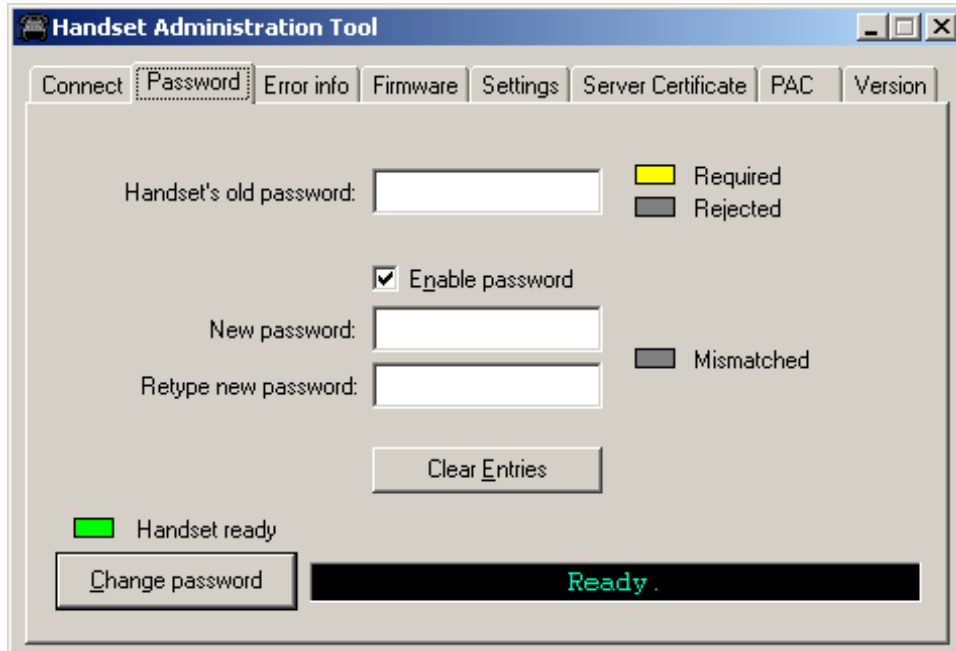 Handset Administration Tool
Connect Password Error info Firmware Settings Server Certificate PAC Version
Handset's old password:
Required
Rejected
Enable password
New password:
Mismatched
Retype new password:
Clear Entries
Handset ready
Change password
Ready.